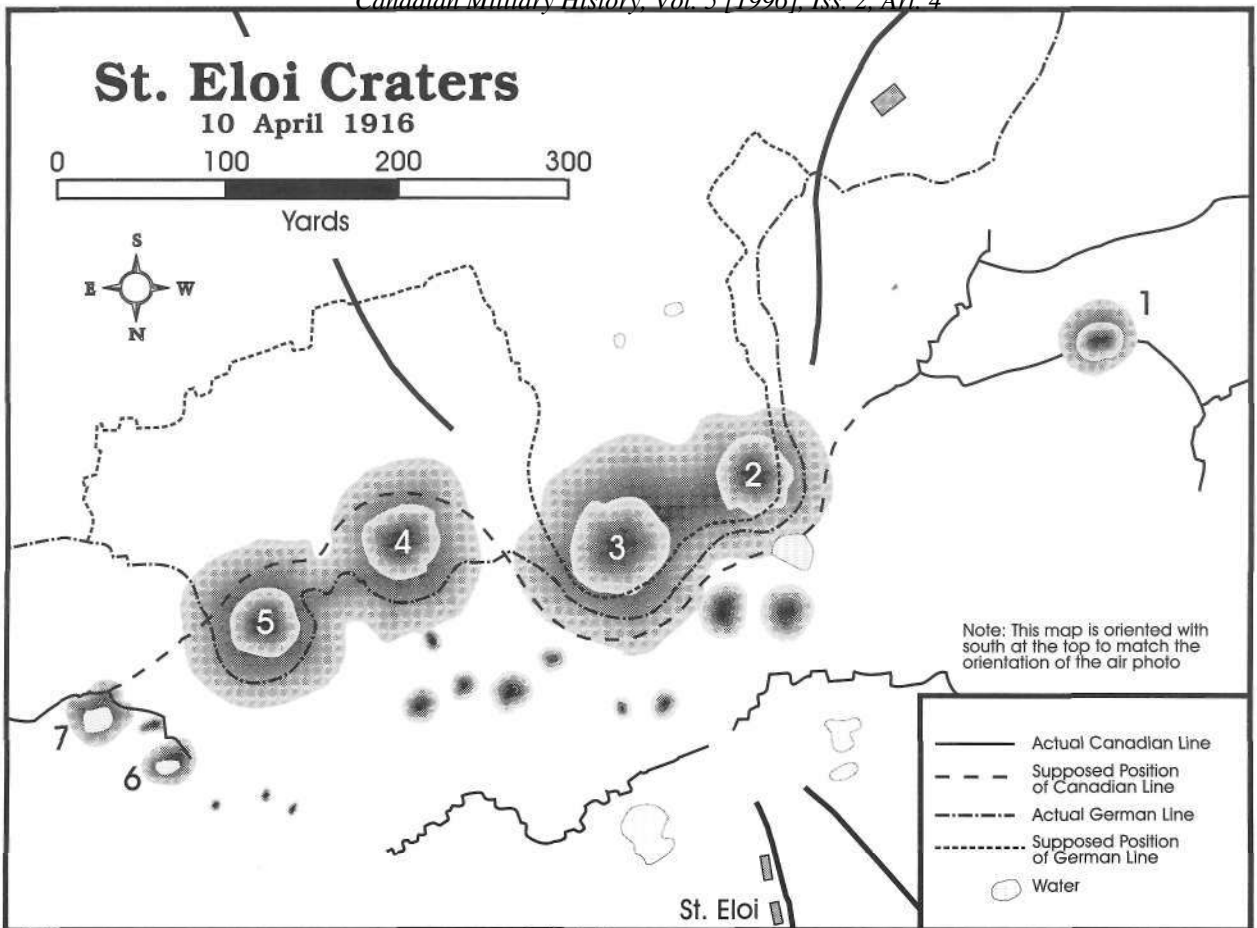 Canadian Military History, Vol. 5 [1996], Iss. 2, Art. 4
St. Eloi Craters
10 April 1916
0 100 200 300
Yards
S
E W
N
1
2
3
4
5
7
6
Note: This map is oriented with
south at the top to match the
orientation of the air photo
Actual Canadian Line
Supposed Position
of Canadian Line
Actual German Line
Supposed Position
of German Line
Water
St. Eloi